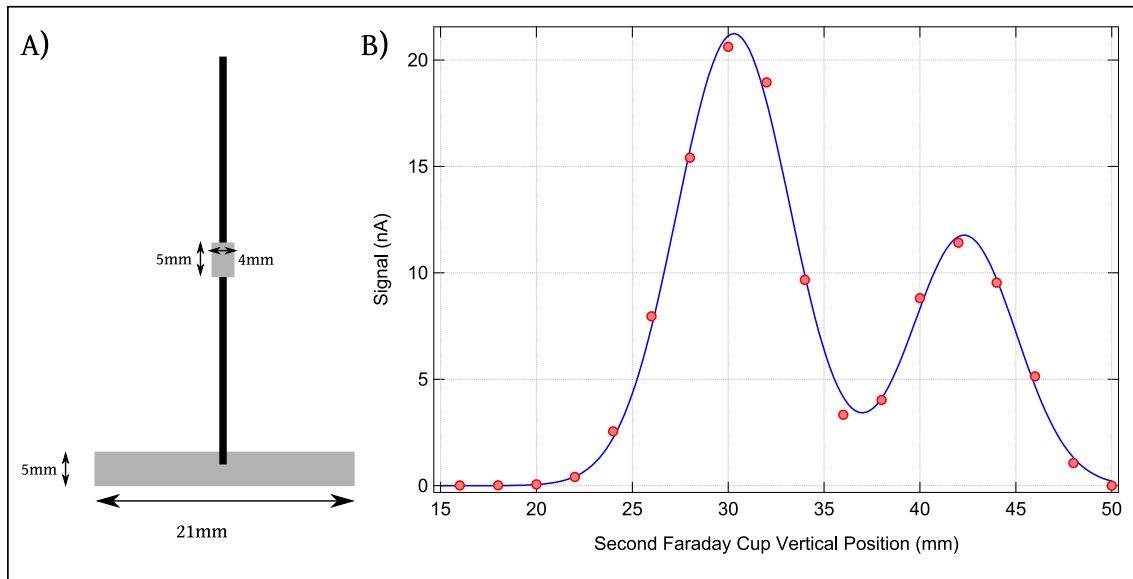 A)
5mm
4mm
5mm
21mm
B)
Signal (nA)
20
15
10
5
0
15 20 25 30 35 40 45 50
Second Faraday Cup Vertical Position (mm)